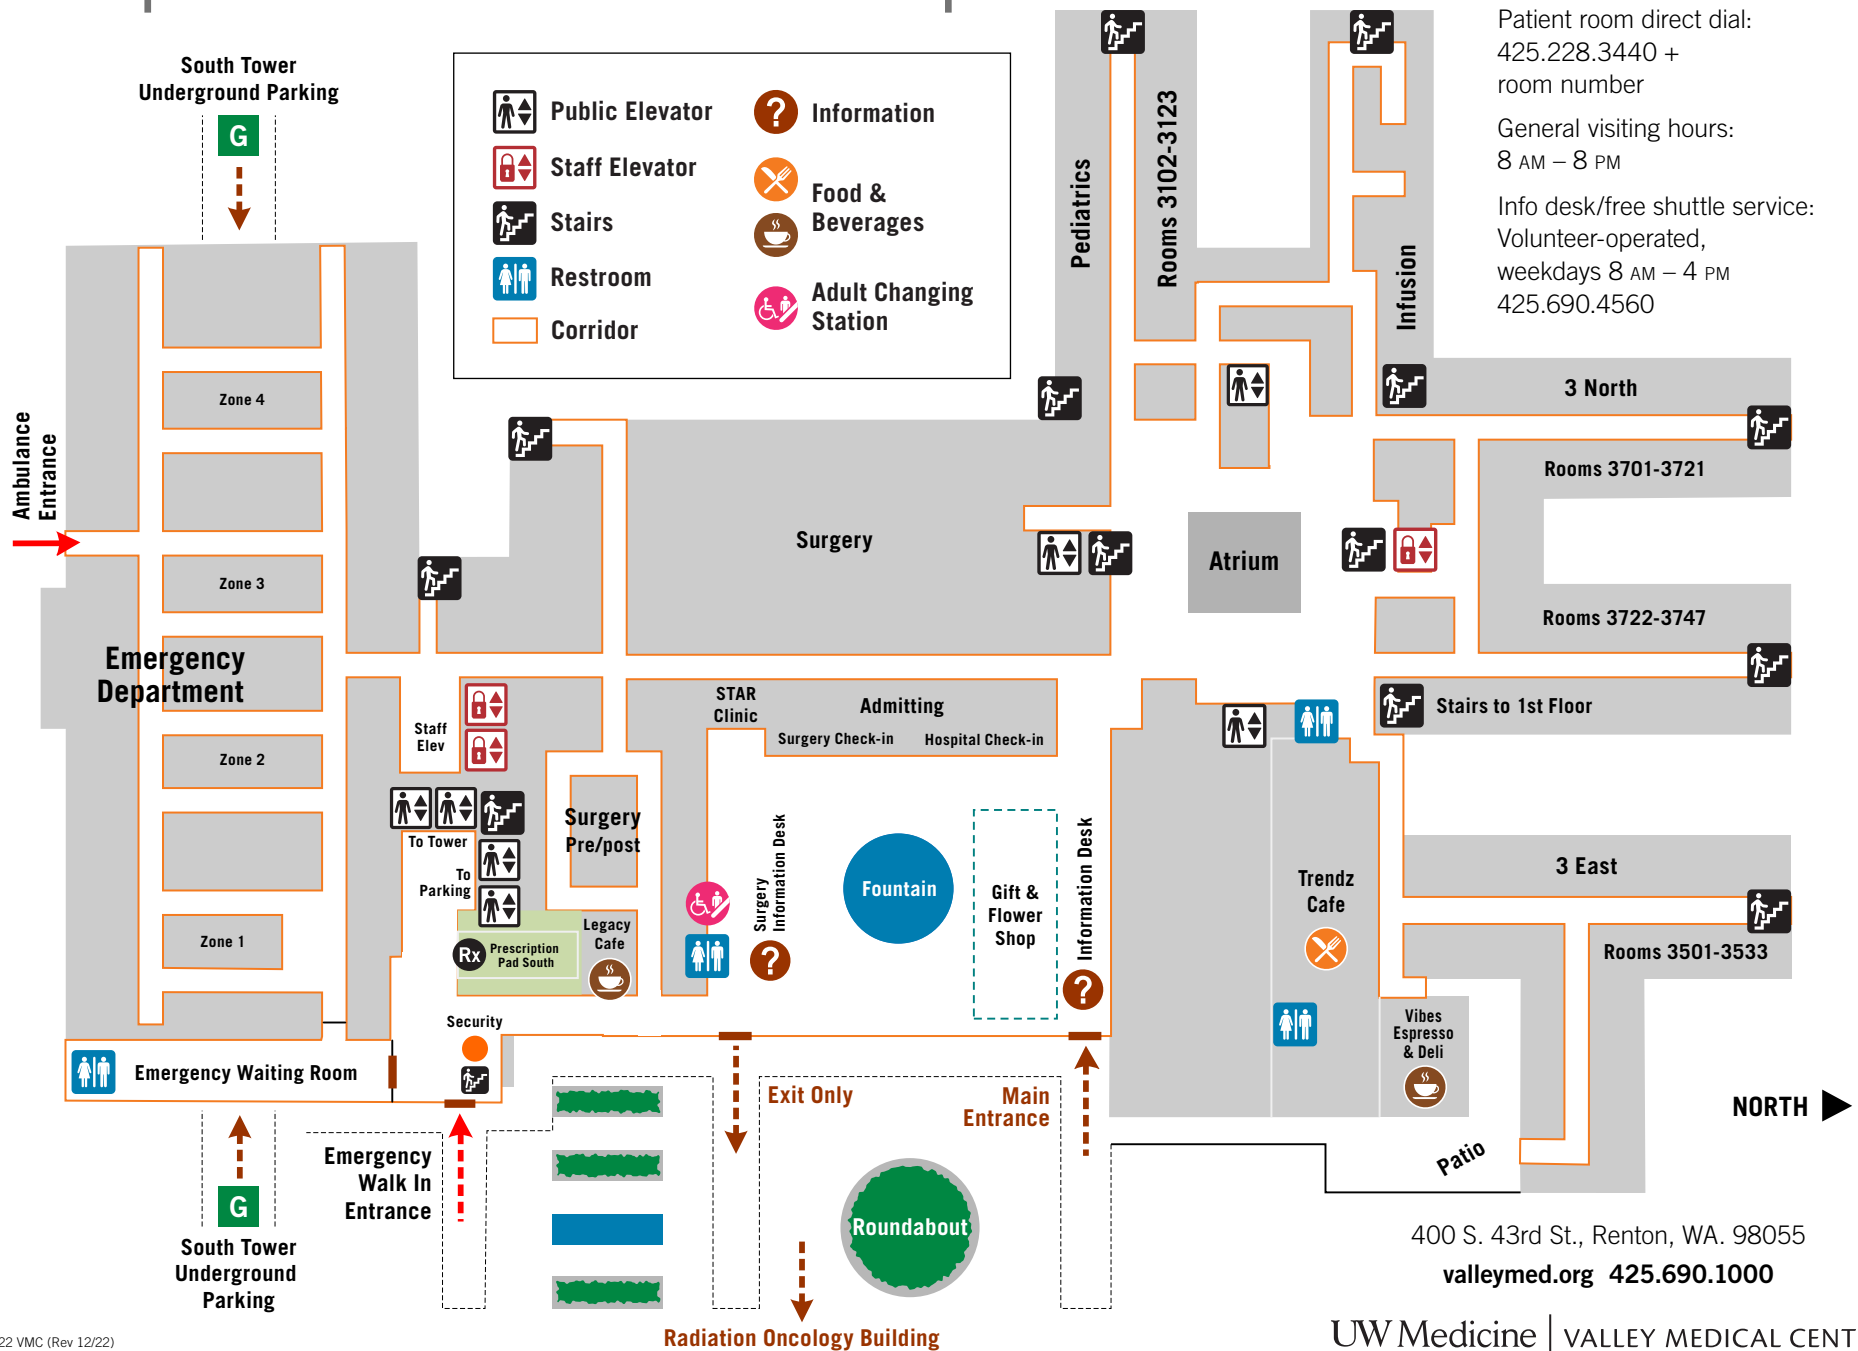 South Tower
Underground Parking
G
Public Elevator
Staff Elevator
Stairs
Restroom
Corridor
?
Information
Food &
Beverages
Adult Changing
Station
Patient room direct dial:
425.228.3440 +
room number
General visiting hours:
8 AM – 8 PM
Info desk/free shuttle service:
Volunteer-operated,
weekdays 8 AM – 4 PM
425.690.4560
Pediatrics
Rooms 3102-3123
Infusion
3 North
Rooms 3701-3721
Rooms 3722-3747
Stairs to 1st Floor
Ambulance
Entrance
Zone 4
Zone 3
Emergency
Department
Zone 2
Zone 1
Surgery
Atrium
STAR
Clinic
Admitting
Surgery Check-in
Hospital Check-in
Staff
Elev
To Tower
To
Parking
Surgery
Pre/post
Rx
Prescription
Pad South
Legacy
Cafe
Surgery
Information Desk
?
Fountain
Gift &
Flower
Shop
Information Desk
?
Trendz
Cafe
3 East
Rooms 3501-3533
Vibes
Espresso
& Deli
Security
Emergency Waiting Room
Exit Only
Main
Entrance
NORTH
Patio
Emergency
Walk In
Entrance
G
South Tower
Underground
Parking
Roundabout
Radiation Oncology Building
400 S. 43rd St., Renton, WA. 98055
valleymed.org 425.690.1000
UW Medicine | VALLEY MEDICAL CENT
22 VMC (Rev 12/22)